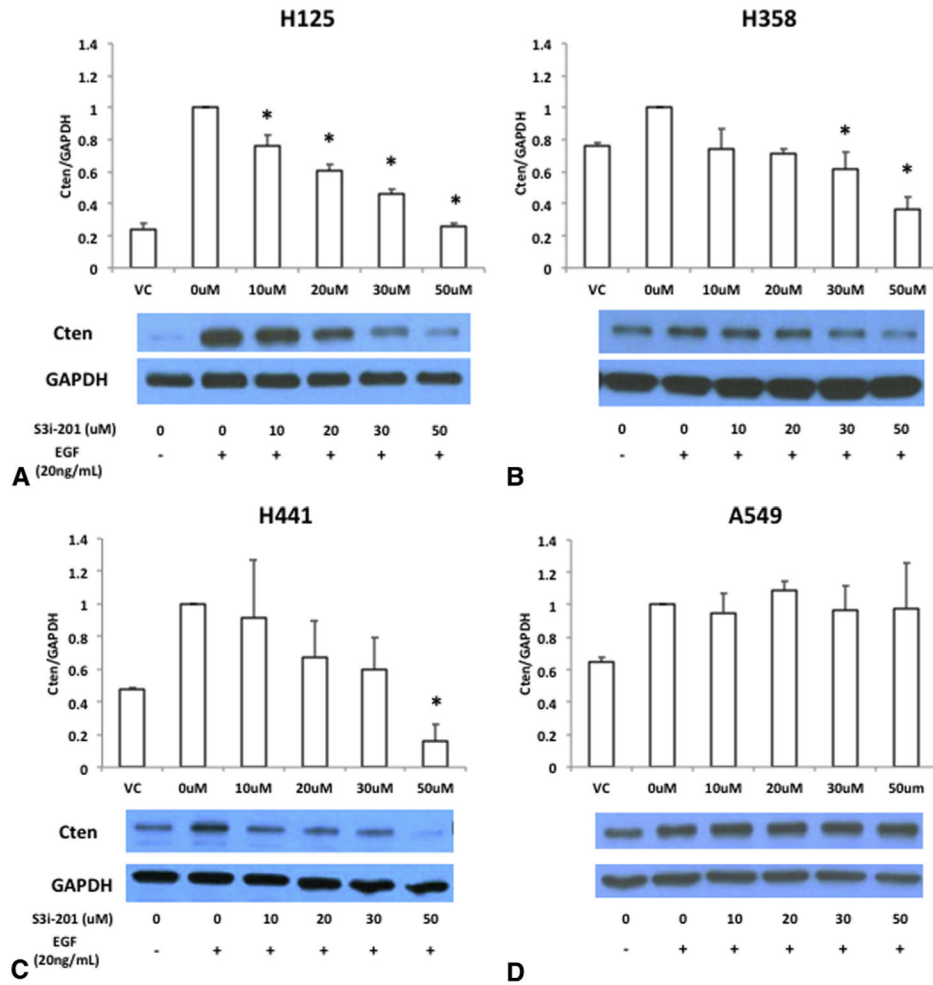 H125
Cten/GAPDH
1.4
1.2
1
0.8
0.6
0.4
0.2
0
* * * *
VC 0uM 10uM 20uM 30uM 50uM
Cten
GAPDH
S3i-201 (uM) 0 0 10 20 30 50
EGF - + + + + +
(20ng/mL)
A
H358
Cten/GAPDH
1.4
1.2
1
0.8
0.6
0.4
0.2
0
* *
VC 0uM 10uM 20uM 30uM 50uM
0 0 10 20 30 50
- + + + + +
B
H441
Cten/GAPDH
1.4
1.2
1
0.8
0.6
0.4
0.2
0
*
VC 0uM 10uM 20uM 30uM 50uM
Cten
GAPDH
S3i-201 (uM) 0 0 10 20 30 50
EGF - + + + + +
(20ng/mL)
C
A549
Cten/GAPDH
1.4
1.2
1
0.8
0.6
0.4
0.2
0
VC 0uM 10uM 20uM 30uM 50um
0 0 10 20 30 50
- + + + + +
D